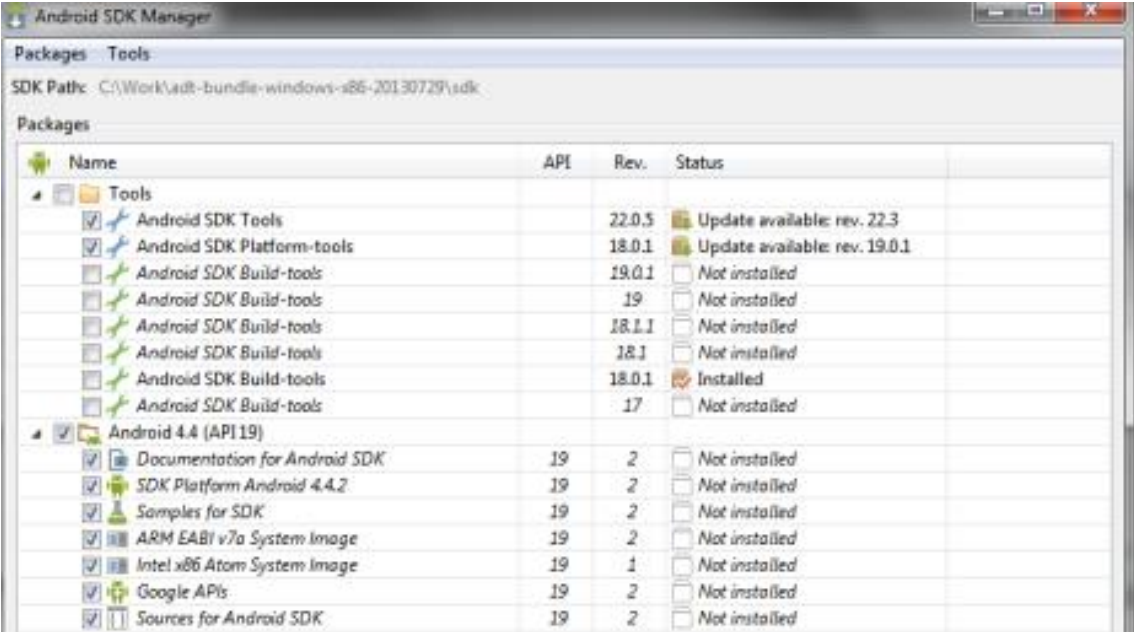 Android SDK Manager
Packages Tools
SDK Path: C:\Work\adt-bundle-windows-x86-20130729\sdk
Packages
Name API Rev. Status
Tools
Android SDK Tools 22.0.5 Update available: rev. 22.3
Android SDK Platform-tools 18.0.1 Update available: rev. 19.0.1
Android SDK Build-tools 19.0.1 Not installed
Android SDK Build-tools 19 Not installed
Android SDK Build-tools 18.1.1 Not installed
Android SDK Build-tools 18.1 Not installed
Android SDK Build-tools 18.0.1 Installed
Android SDK Build-tools 17 Not installed
Android 4.4 (API 19)
Documentation for Android SDK 19 2 Not installed
SDK Platform Android 4.4.2 19 2 Not installed
Samples for SDK 19 2 Not installed
ARM EABI v7a System Image 19 2 Not installed
Intel x86 Atom System Image 19 1 Not installed
Google APIs 19 2 Not installed
Sources for Android SDK 19 2 Not installed